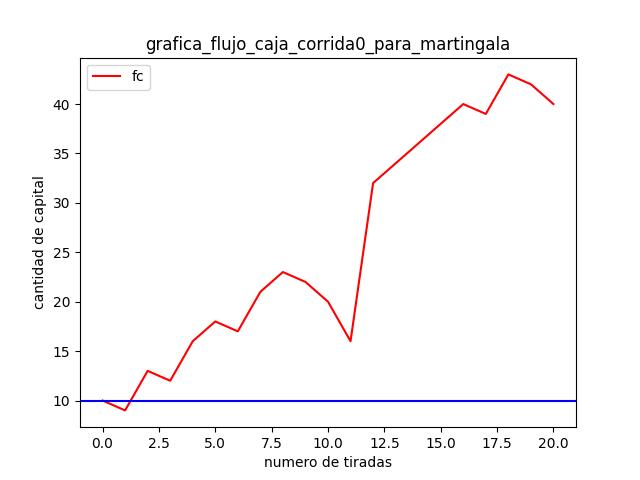 grafica_flujo_caja_corrida0_para_martingala
fc
cantidad de capital
40
35
30
25
20
15
10
0.0 2.5 5.0 7.5 10.0 12.5 15.0 17.5 20.0
numero de tiradas